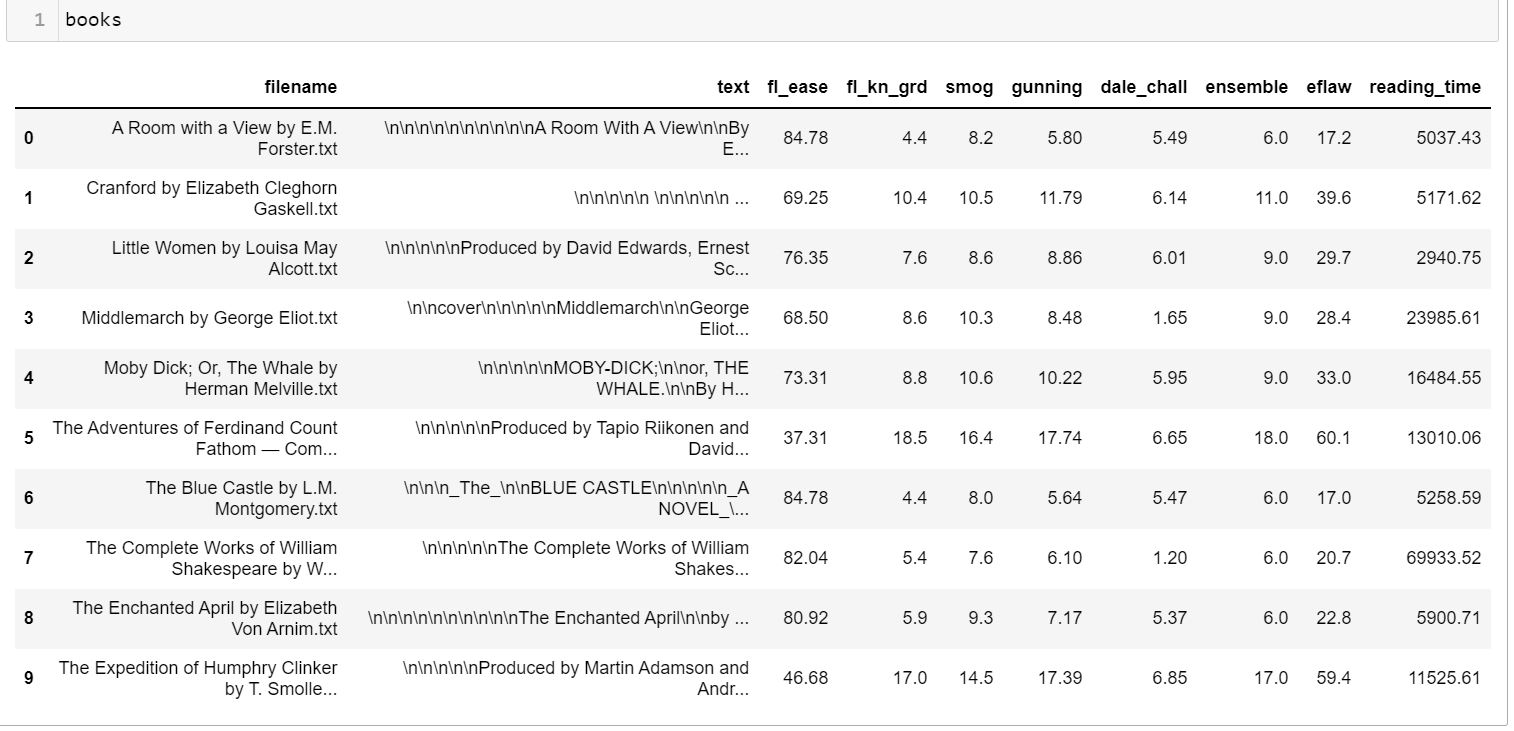 1 books
filename text fl_ease fl_kn_grd smog gunning dale_chall ensemble eflaw reading_time
0 A Room with a View by E.M. \n\n\n\n\n\n\n\n\n\nA Room With A View\n\nBy 84.78 4.4 8.2 5.80 5.49 6.0 17.2 5037.43
Forster.txt E...
1 Cranford by Elizabeth Cleghorn \n\n\n\n\n \n\n\n\n\n ... 69.25 10.4 10.5 11.79 6.14 11.0 39.6 5171.62
Gaskell.txt
2 Little Women by Louisa May \n\n\n\n\nProduced by David Edwards, Ernest 76.35 7.6 8.6 8.86 6.01 9.0 29.7 2940.75
Alcott.txt Sc...
3 Middlemarch by George Eliot.txt \n\ncover\n\n\n\n\nMiddlemarch\n\nGeorge 68.50 8.6 10.3 8.48 1.65 9.0 28.4 23985.61
Eliot...
4 Moby Dick; Or, The Whale by \n\n\n\n\nMOBY-DICK;\n\nor, THE 73.31 8.8 10.6 10.22 5.95 9.0 33.0 16484.55
Herman Melville.txt WHALE.\n\nBy H...
5 The Adventures of Ferdinand Count \n\n\n\n\nProduced by Tapio Riikonen and 37.31 18.5 16.4 17.74 6.65 18.0 60.1 13010.06
Fathom — Com... David...
6 The Blue Castle by L.M. \n\n\n_The_\n\nBLUE CASTLE\n\n\n\n\n_A 84.78 4.4 8.0 5.64 5.47 6.0 17.0 5258.59
Montgomery.txt NOVEL_\...
7 The Complete Works of William \n\n\n\n\nThe Complete Works of William 82.04 5.4 7.6 6.10 1.20 6.0 20.7 69933.52
Shakespeare by W... Shakes...
8 The Enchanted April by Elizabeth \n\n\n\n\n\n\n\n\n\nThe Enchanted April\n\nby ... 80.92 5.9 9.3 7.17 5.37 6.0 22.8 5900.71
Von Arnim.txt
9 The Expedition of Humphry Clinker \n\n\n\n\nProduced by Martin Adamson and 46.68 17.0 14.5 17.39 6.85 17.0 59.4 11525.61
by T. Smolle... Andr...